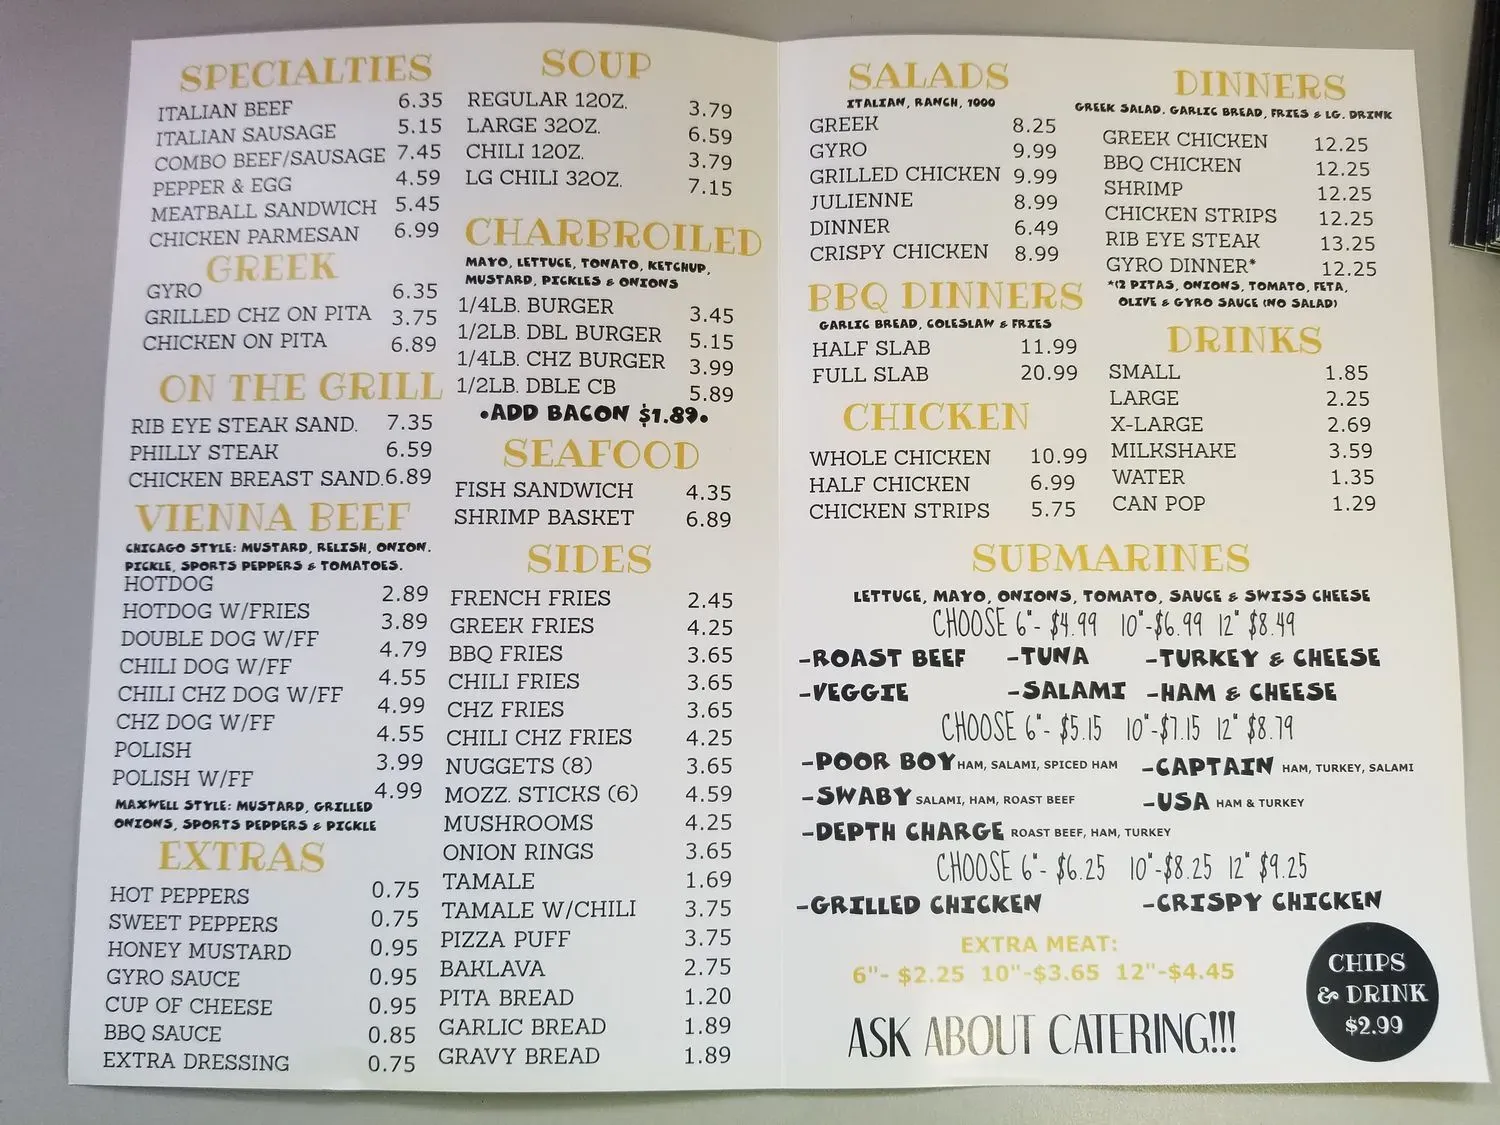 SPECIALTIES
ITALIAN BEEF 6.35
ITALIAN SAUSAGE 5.15
COMBO BEEF/SAUSAGE 7.45
PEPPER & EGG 4.59
MEATBALL SANDWICH 5.45
CHICKEN PARMESAN 6.99
GREEK
GYRO 6.35
GRILLED CHZ ON PITA 3.75
CHICKEN ON PITA 6.89
ON THE GRILL
RIB EYE STEAK SAND. 7.35
PHILLY STEAK 6.59
CHICKEN BREAST SAND. 6.89
VIENNA BEEF
CHICAGO STYLE: MUSTARD, RELISH, ONION.
PICKLE, SPORTS PEPPERS & TOMATOES.
HOTDOG 2.89
HOTDOG W/FRIES 3.89
DOUBLE DOG W/FF 4.79
CHILI DOG W/FF 4.55
CHILI CHZ DOG W/FF 4.99
CHZ DOG W/FF 4.55
POLISH 3.99
POLISH W/FF 4.99
MAXWELL STYLE: MUSTARD, GRILLED
ONIONS, SPORTS PEPPERS & PICKLE
EXTRAS
HOT PEPPERS 0.75
SWEET PEPPERS 0.75
HONEY MUSTARD 0.95
GYRO SAUCE 0.95
CUP OF CHEESE 0.95
BBQ SAUCE 0.85
EXTRA DRESSING 0.75
SOUP
REGULAR 12OZ. 3.79
LARGE 32OZ. 6.59
CHILI 12OZ. 3.79
LG CHILI 32OZ. 7.15
CHARBROILED
MAYO, LETTUCE, TONATO, KETCHUP,
MUSTARD, PICKLES & ONIONS
1/4LB. BURGER 3.45
1/2LB. DBL BURGER 5.15
1/4LB. CHZ BURGER 3.99
1/2LB. DBLE CB 5.89
•ADD BACON $1.89•
SEAFOOD
FISH SANDWICH 4.35
SHRIMP BASKET 6.89
SIDES
FRENCH FRIES 2.45
GREEK FRIES 4.25
BBQ FRIES 3.65
CHILI FRIES 3.65
CHZ FRIES 3.65
CHILI CHZ FRIES 4.25
NUGGETS (8) 3.65
MOZZ. STICKS (6) 4.59
MUSHROOMS 4.25
ONION RINGS 3.65
TAMALE 1.69
TAMALE W/CHILI 3.75
PIZZA PUFF 3.75
BAKLAVA 2.75
PITA BREAD 1.20
GARLIC BREAD 1.89
GRAVY BREAD 1.89
SALADS
ITALIAN, RANCH, 1000
GREEK 8.25
GYRO 9.99
GRILLED CHICKEN 9.99
JULIENNE 8.99
DINNER 6.49
CRISPY CHICKEN 8.99
BBQ DINNERS
GARLIC BREAD, COLESLAW & FRIES
HALF SLAB 11.99
FULL SLAB 20.99
CHICKEN
WHOLE CHICKEN 10.99
HALF CHICKEN 6.99
CHICKEN STRIPS 5.75
DINNERS
GREEK SALAD. GARLIC BREAD, FRIES & LG. DRINK
GREEK CHICKEN 12.25
BBQ CHICKEN 12.25
SHRIMP 12.25
CHICKEN STRIPS 12.25
RIB EYE STEAK 13.25
GYRO DINNER* 12.25
*(2 PITAS, ONIONS, TOMATO, FETA,
OLIVE & GYRO SAUCE (NO SALAD)
DRINKS
SMALL 1.85
LARGE 2.25
X-LARGE 2.69
MILKSHAKE 3.59
WATER 1.35
CAN POP 1.29
SUBMARINES
LETTUCE, MAYO, ONIONS, TOMATO, SAUCE & SWISS CHEESE
CHOOSE 6"- $4.99 10"-$6.99 12" $8.49
-ROAST BEEF -TUNA -TURKEY & CHEESE
-VEGGIE -SALAMI -HAM & CHEESE
CHOOSE 6"- $5.15 10"-$7.15 12" $8.79
-POOR BOY HAM, SALAMI, SPICED HAM -CAPTAIN HAM, TURKEY, SALAMI
-SWABY SALAMI, HAM, ROAST BEEF -USA HAM & TURKEY
-DEPTH CHARGE ROAST BEEF, HAM, TURKEY
CHOOSE 6"- $6.25 10"-$8.25 12" $9.25
-GRILLED CHICKEN -CRISPY CHICKEN
EXTRA MEAT:
6"- $2.25 10"-$3.65 12"-$4.45
ASK ABOUT CATERING!!!
CHIPS
& DRINK
$2.99